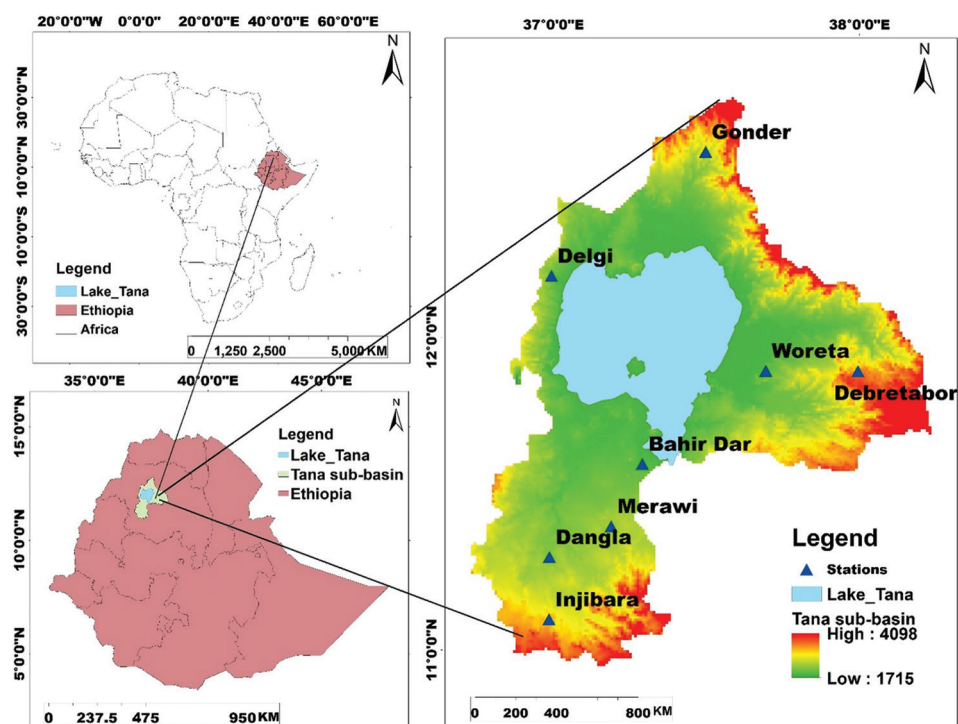 20°0'0"W 0°0'0" 20°0'0"E 40°0'0"E 60°0'0"E
N
30°0'0"N
10°0'0"N
10°0'0"S
30°0'0"S
Legend
Lake_Tana
Ethiopia
Africa
0 1,250 2,500 5,000 KM
35°0'0"E 40°0'0"E 45°0'0"E
N
15°0'0"N
10°0'0"N
5°0'0"N
Legend
Lake_Tana
Tana sub-basin
Ethiopia
0 237.5 475 950 KM
37°0'0"E 38°0'0"E
N
12°0'0"N
11°0'0"N
Gonder
Delgi
Woreta
Debretabor
Bahir Dar
Merawi
Dangla
Injibara
Legend
Stations
Lake_Tana
Tana sub-basin
High : 4098
Low : 1715
0 200 400 800 KM